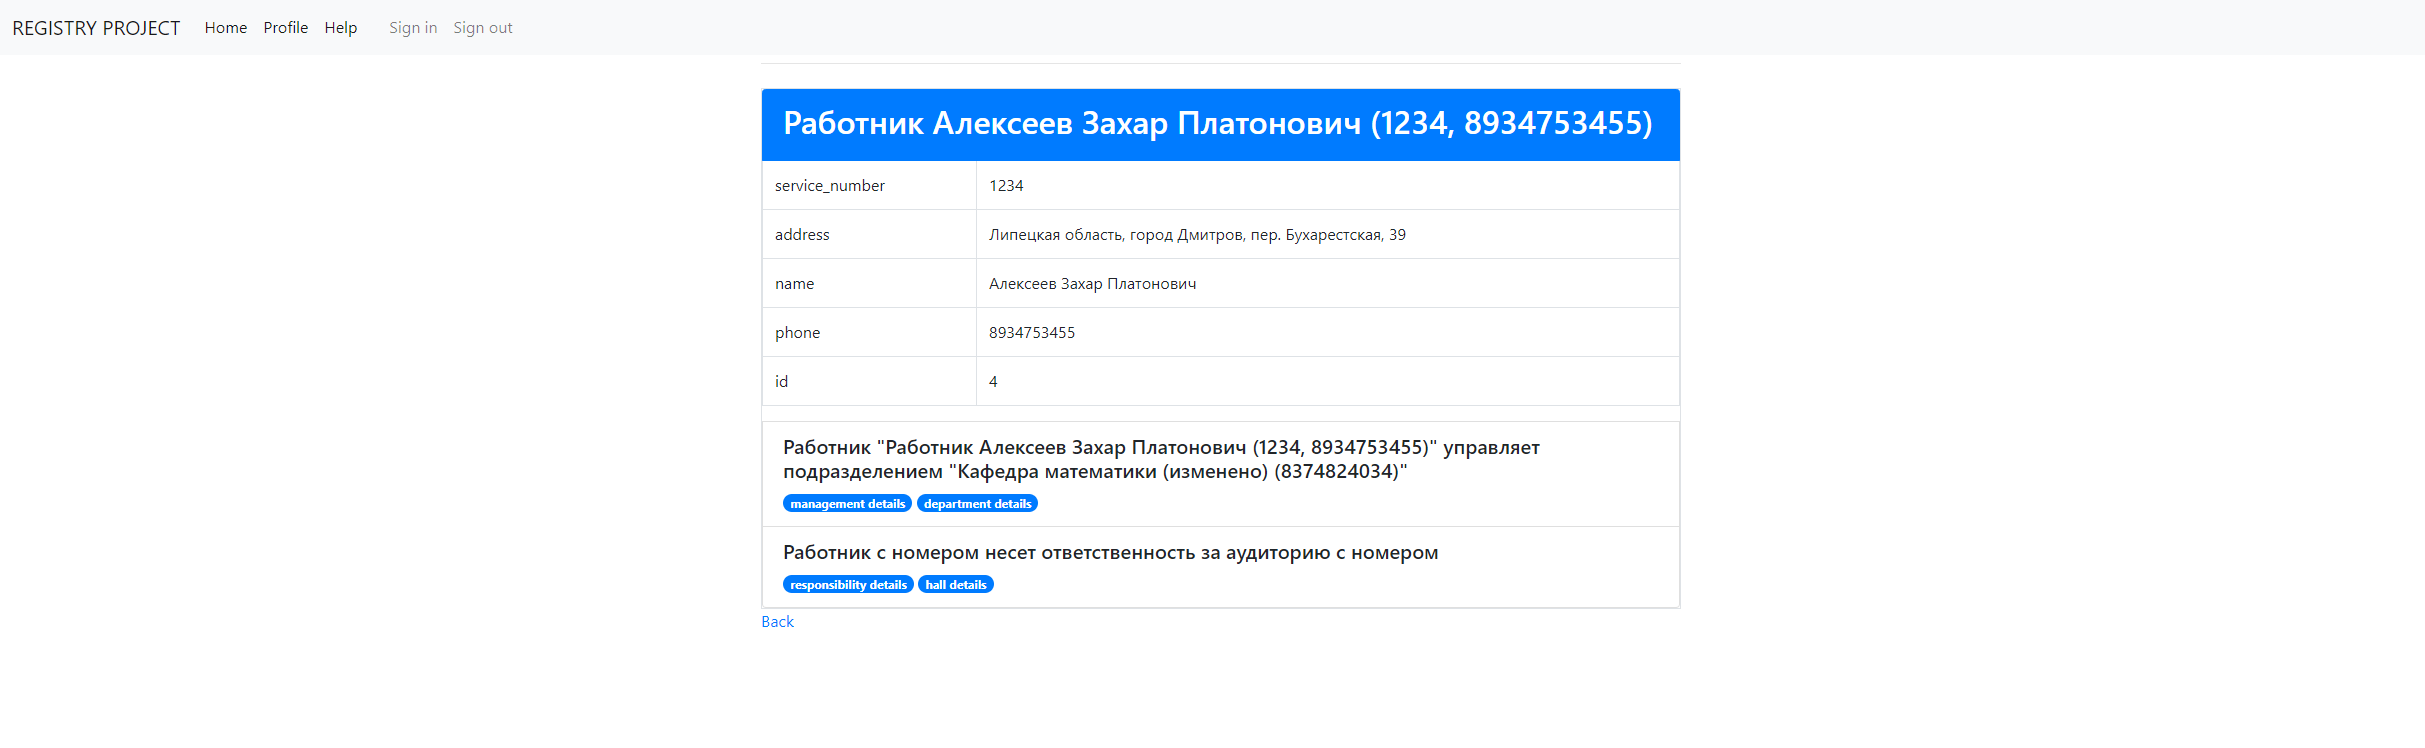 REGISTRY PROJECT Home Profile Help Sign in Sign out
Работник Алексеев Захар Платонович (1234, 8934753455)
service_number 1234
address Липецкая область, город Дмитров, пер. Бухарестская, 39
name Алексеев Захар Платонович
phone 8934753455
id 4
Работник "Работник Алексеев Захар Платонович (1234, 8934753455)" управляет
подразделением "Кафедра математики (изменено) (8374824034)"
management details department details
Работник с номером несет ответственность за аудиторию с номером
responsibility details hall details
Back